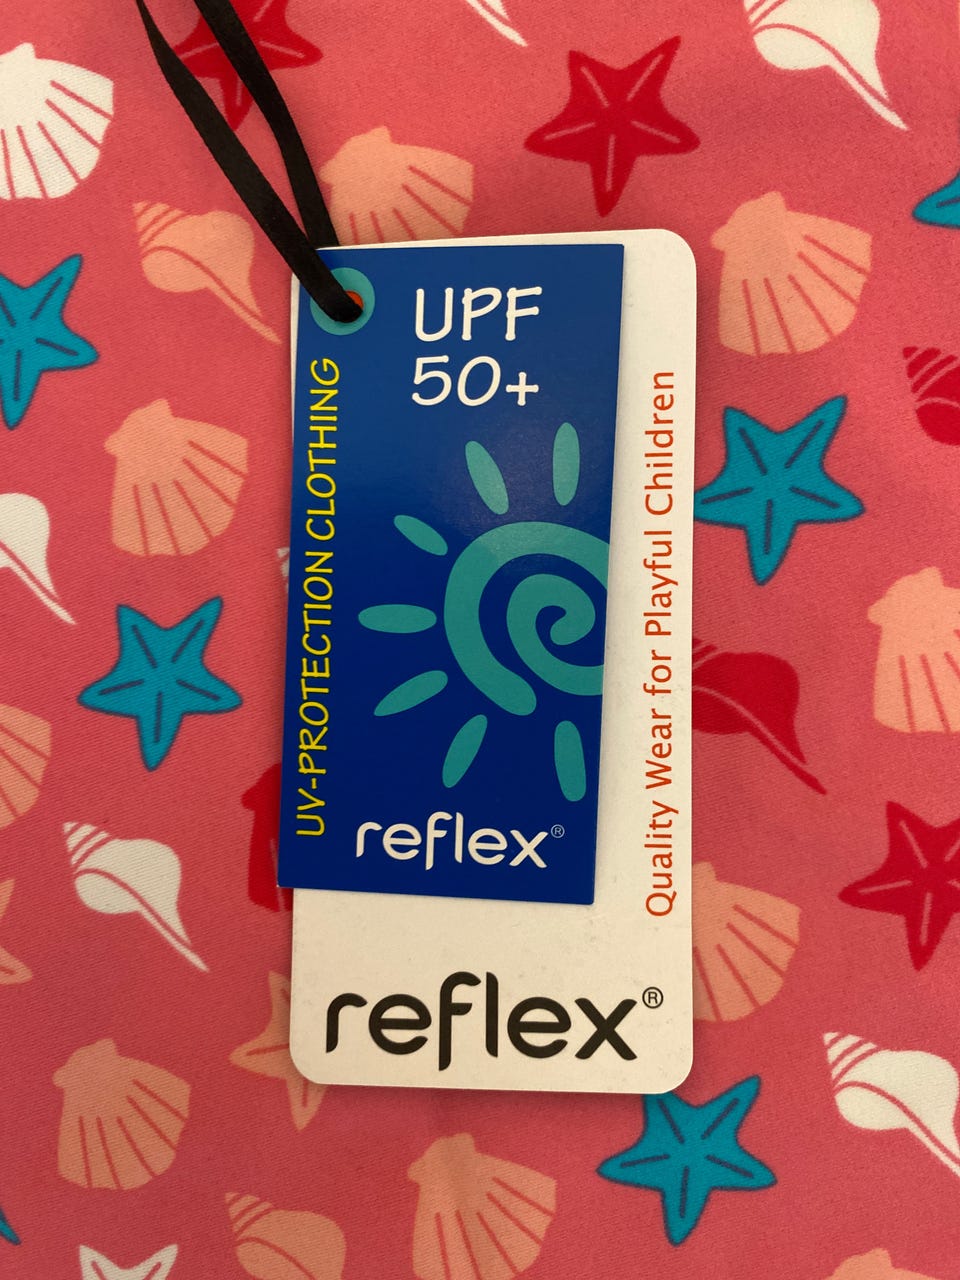 UPF
50+
UV-PROTECTION CLOTHING
reflex®
Quality Wear for Playful Children
reflex®